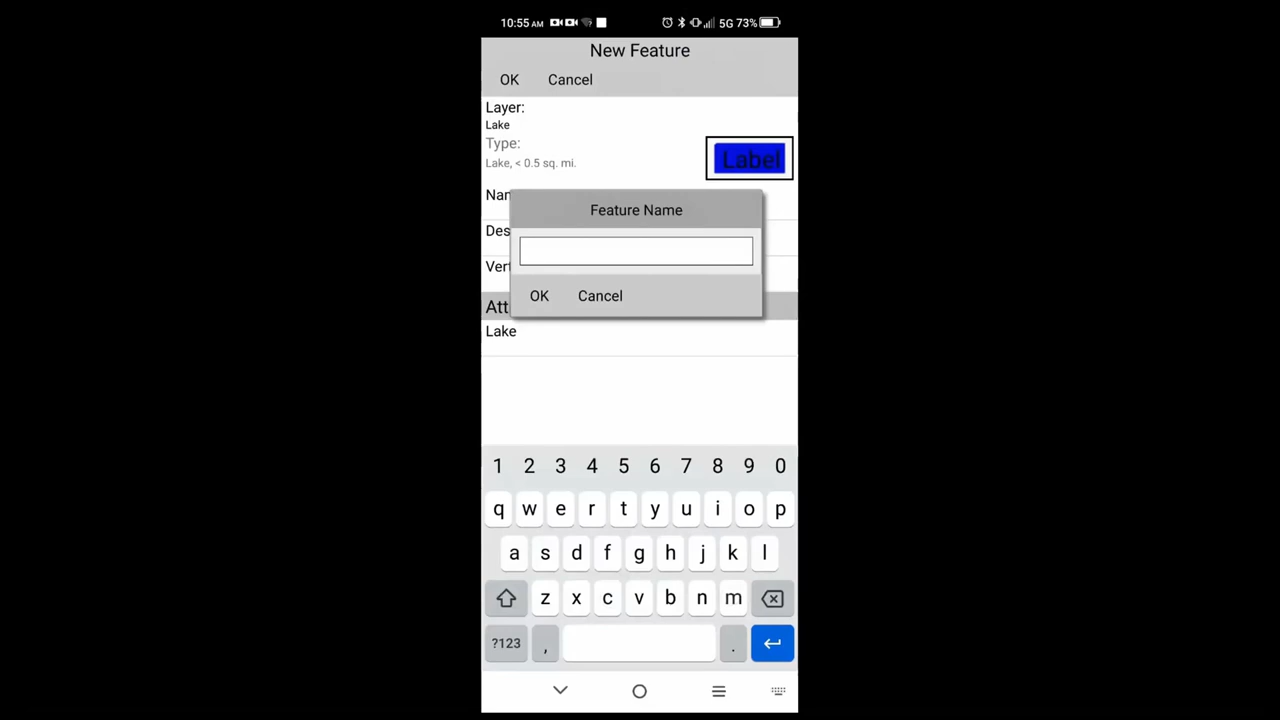 10:55 AM 5G 73%
New Feature
OK Cancel
Layer:
Lake
Type:
Lake, < 0.5 sq. mi.
Label
Nan
Feature Name
Des
Vert
OK Cancel
Att
Lake
1 2 3 4 5 6 7 8 9 0
q w e r t y u i o p
a s d f g h j k l
z x c v b n m
?123 , .